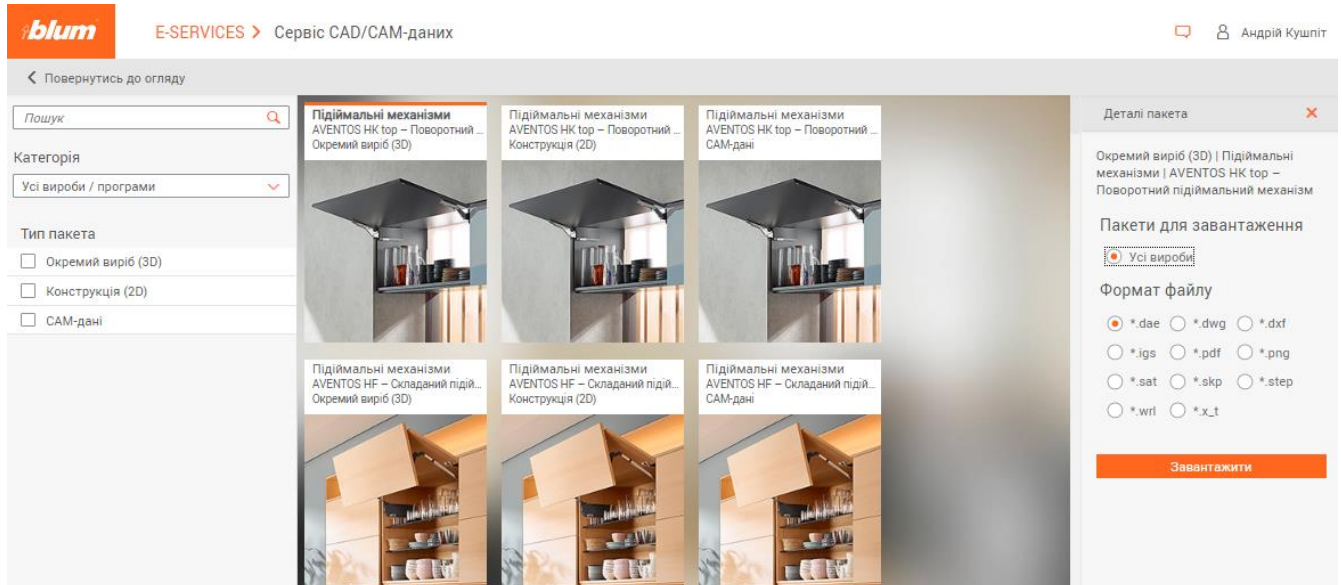 blum
E-SERVICES > Сервіс CAD/CAM-даних
Андрій Кушпіт
Повернутись до огляду
Пошук
Категорія
Усі вироби / програми
Тип пакета
Окремий виріб (3D)
Конструкція (2D)
CAM-дані
Підіймальні механізми
AVENTOS HK top – Поворотний ...
Окремий виріб (3D)
Підіймальні механізми
AVENTOS HK top – Поворотний ...
Конструкція (2D)
Підіймальні механізми
AVENTOS HK top – Поворотний ...
CAM-дані
Підіймальні механізми
AVENTOS HF – Складаний підій...
Окремий виріб (3D)
Підіймальні механізми
AVENTOS HF – Складаний підій...
Конструкція (2D)
Підіймальні механізми
AVENTOS HF – Складаний підій...
CAM-дані
Деталі пакета
Окремий виріб (3D) | Підіймальні
механізми | AVENTOS HK top –
Поворотний підіймальний механізм
Пакети для завантаження
Усі вироби
Формат файлу
*.dae *.dwg *.dxf
*.igs *.pdf *.png
*.sat *.skp *.step
*.wrl *.x_t
Завантажити